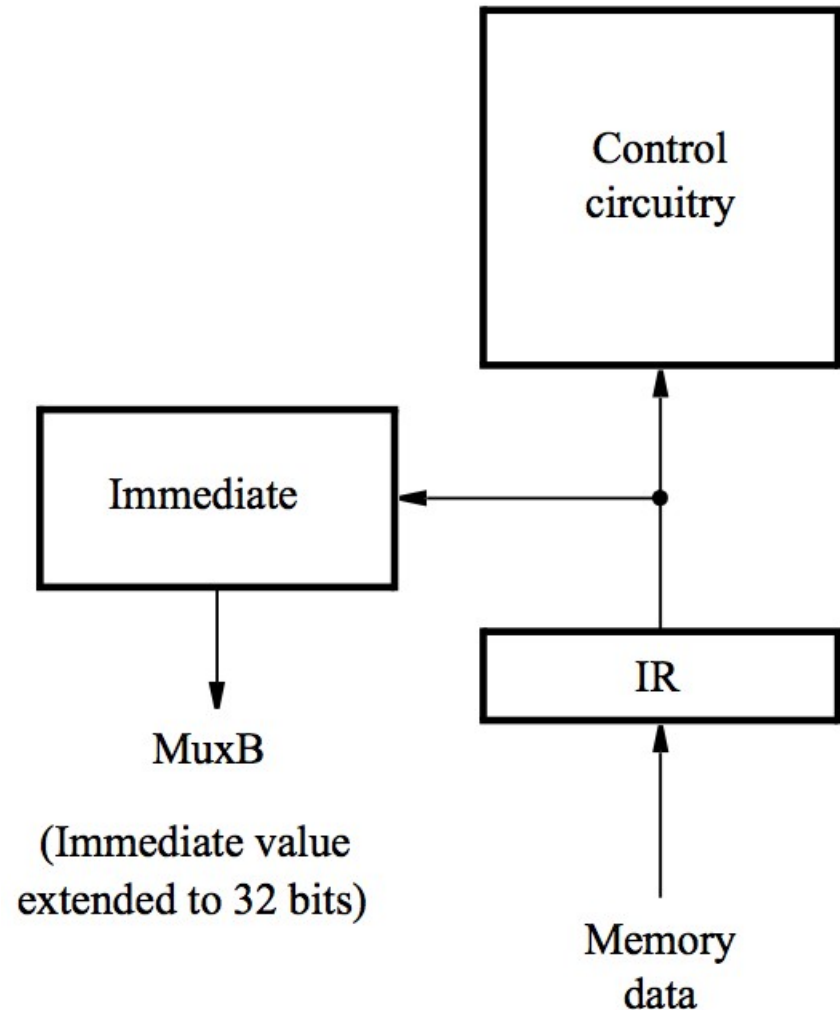 Control
circuitry
Immediate
IR
MuxB
(Immediate value
extended to 32 bits)
Memory
data